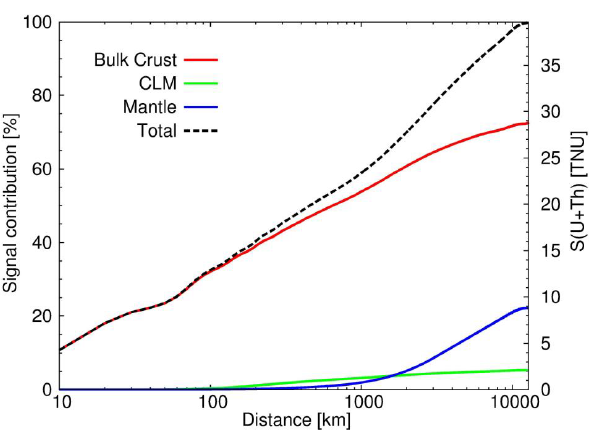 Signal contribution [%]
100
80
60
40
20
0
Bulk Crust
CLM
Mantle
Total
35
30
25
20
15
10
5
0
S(U+Th) [TNU]
10
100
1000
10000
Distance [km]